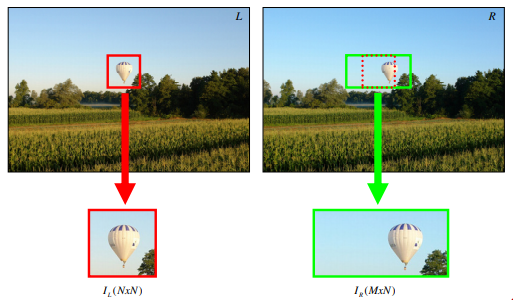 L
R
I_L(NxN)
I_R(MxN)